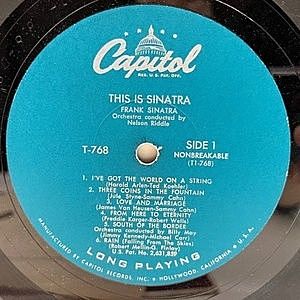 Capitol
REG. U.S. PAT. OFF.
THIS IS SINATRA
FRANK SINATRA
Orchestra conducted by
Nelson Riddle
T-768
SIDE 1
NONBREAKABLE
(T1-768)
1. I'VE GOT THE WORLD ON A STRING
(Harold Arlen-Ted Koehler)
2. THREE COINS IN THE FOUNTAIN
(Jule Styne-Sammy Cahn)
3. LOVE AND MARRIAGE
(James Van Heusen-Sammy Cahn)
4. FROM HERE TO ETERNITY
(Freddie Karger-Robert Wells)
5. SOUTH OF THE BORDER
(Orchestra conducted by Billy May)
(Jimmy Kennedy-Michael Carr)
6. RAIN (Falling From The Skies)
(Robert Mellin-G. Finlay)
U.S. Pat. No. 2,631,859
LONG PLAYING
MANUFACTURED BY CAPITOL RECORDS, INC. • HOLLYWOOD, CALIFORNIA • U.S.A.